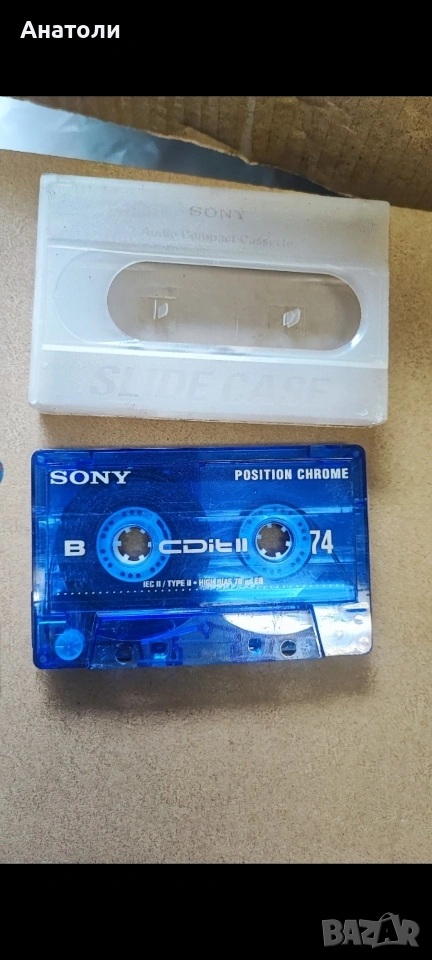 Анатоли
SONY
Audio Compact Cassette
SLIDE CASE
SONY
POSITION CHROME
B CDit II 74
IEC II / TYPE II • HIGH BIAS 70 µs EQ
BAZAR